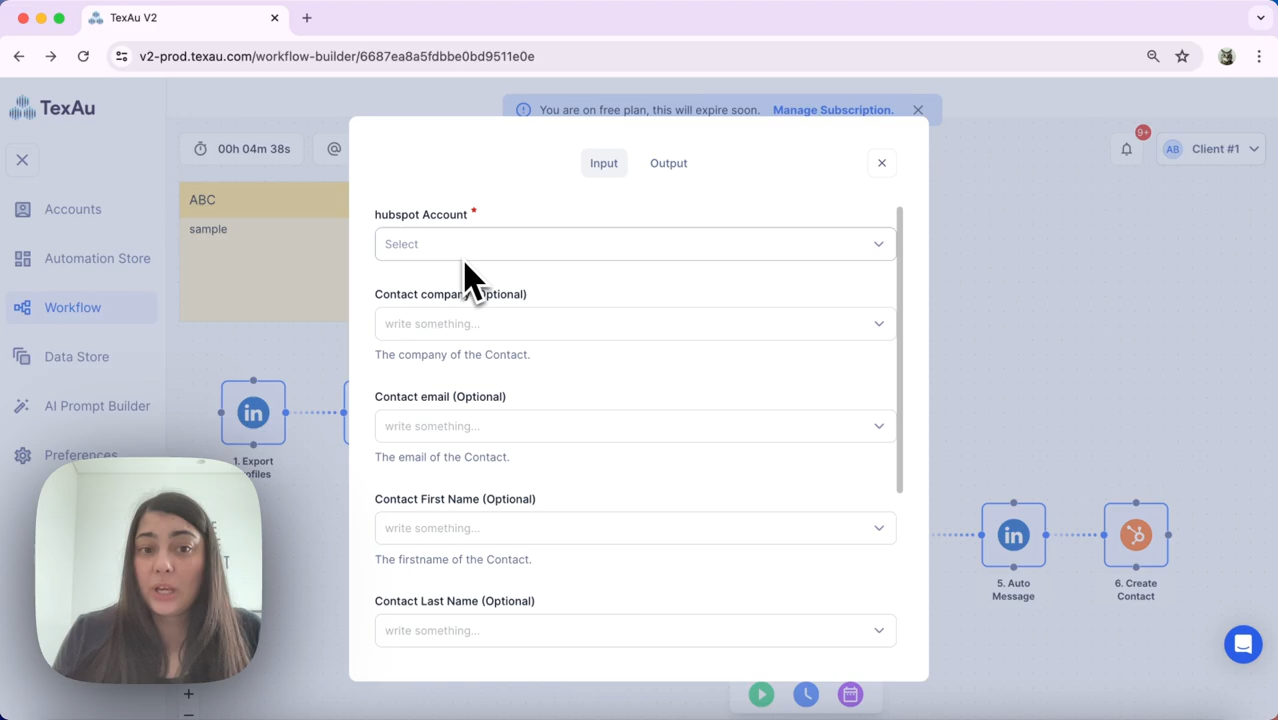 TexAu V2
v2-prod.texau.com/workflow-builder/6687ea8a5fdbbe0bd9511e0e
TexAu
You are on free plan, this will expire soon. Manage Subscription.
00h 04m 38s
9+
AB Client #1
Input Output
Accounts
Automation Store
Workflow
Data Store
AI Prompt Builder
Preferences
ABC
sample
hubspot Account *
Select
Contact company (Optional)
write something...
The company of the Contact.
Contact email (Optional)
write something...
The email of the Contact.
Contact First Name (Optional)
write something...
The firstname of the Contact.
Contact Last Name (Optional)
write something...
1. Export
5. Auto
Message
6. Create
Contact